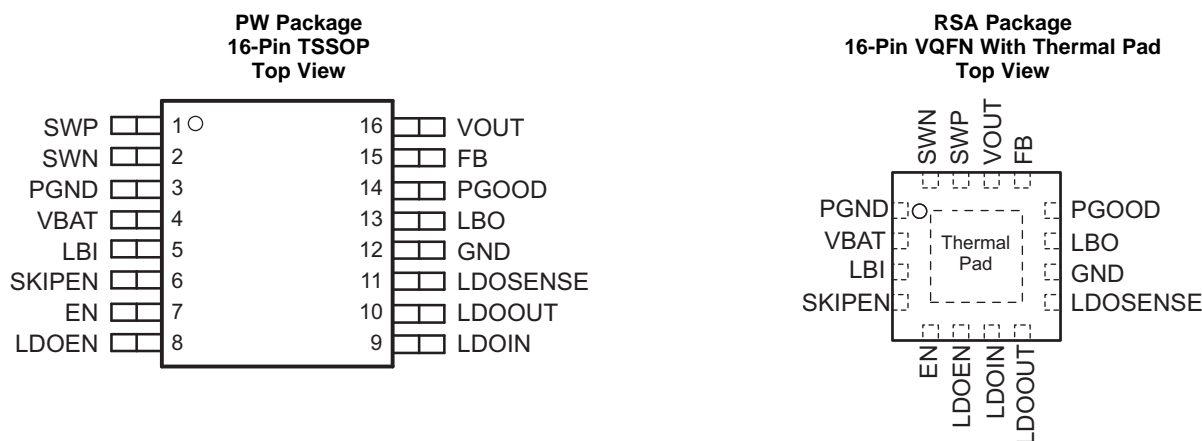 PW Package
16-Pin TSSOP
Top View
SWP 1 16 VOUT
SWN 2 15 FB
PGND 3 14 PGOOD
VBAT 4 13 LBO
LBI 5 12 GND
SKIPEN 6 11 LDOSENSE
EN 7 10 LDOOUT
LDOEN 8 9 LDOIN
RSA Package
16-Pin VQFN With Thermal Pad
Top View
SWN
SWP
VOUT
FB
PGND
VBAT
LBI
SKIPEN
Thermal
Pad
PGOOD
LBO
GND
LDOSENSE
EN
LDOEN
LDOIN
LDOOUT